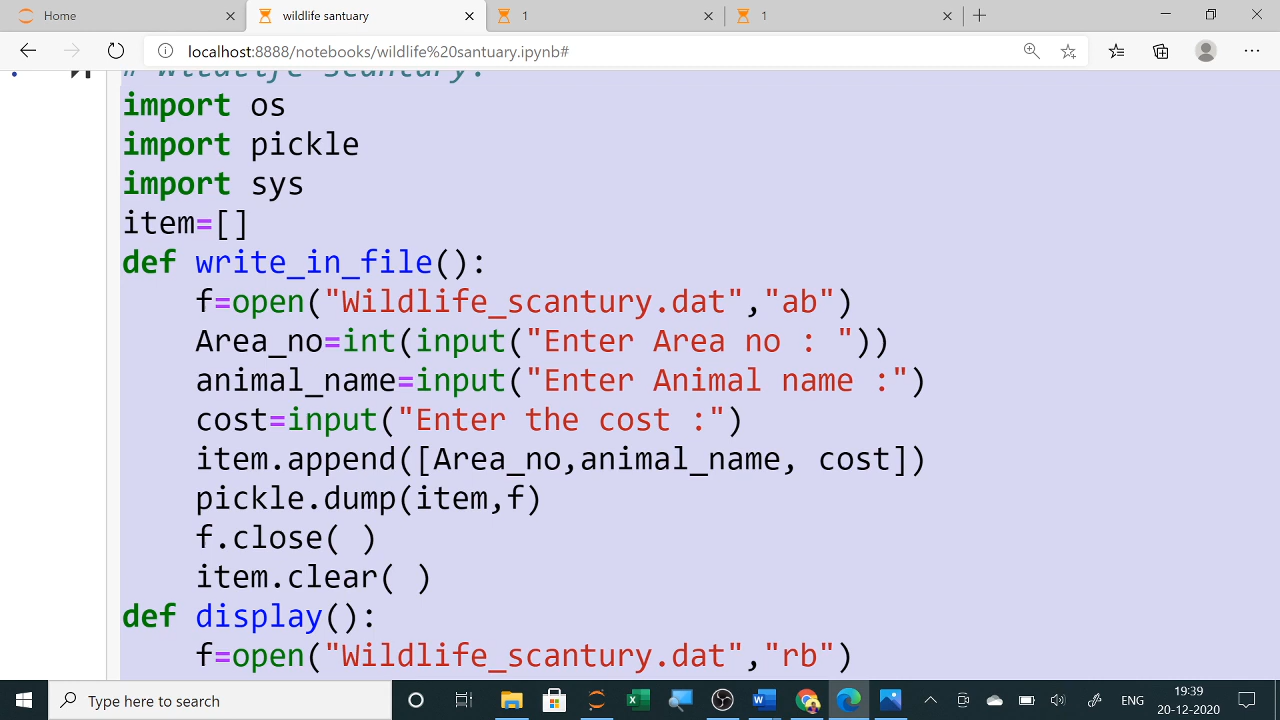 Home
wildlife santuary
1
1
localhost:8888/notebooks/wildlife%20santuary.ipynb#
# Wildlife scantury.
import os
import pickle
import sys
item=[]
def write_in_file():
f=open("Wildlife_scantury.dat","ab")
Area_no=int(input("Enter Area no : "))
animal_name=input("Enter Animal name :")
cost=input("Enter the cost :")
item.append([Area_no,animal_name, cost])
pickle.dump(item,f)
f.close( )
item.clear( )
def display():
f=open("Wildlife_scantury.dat","rb")
Type here to search
ENG
19:39
20-12-2020